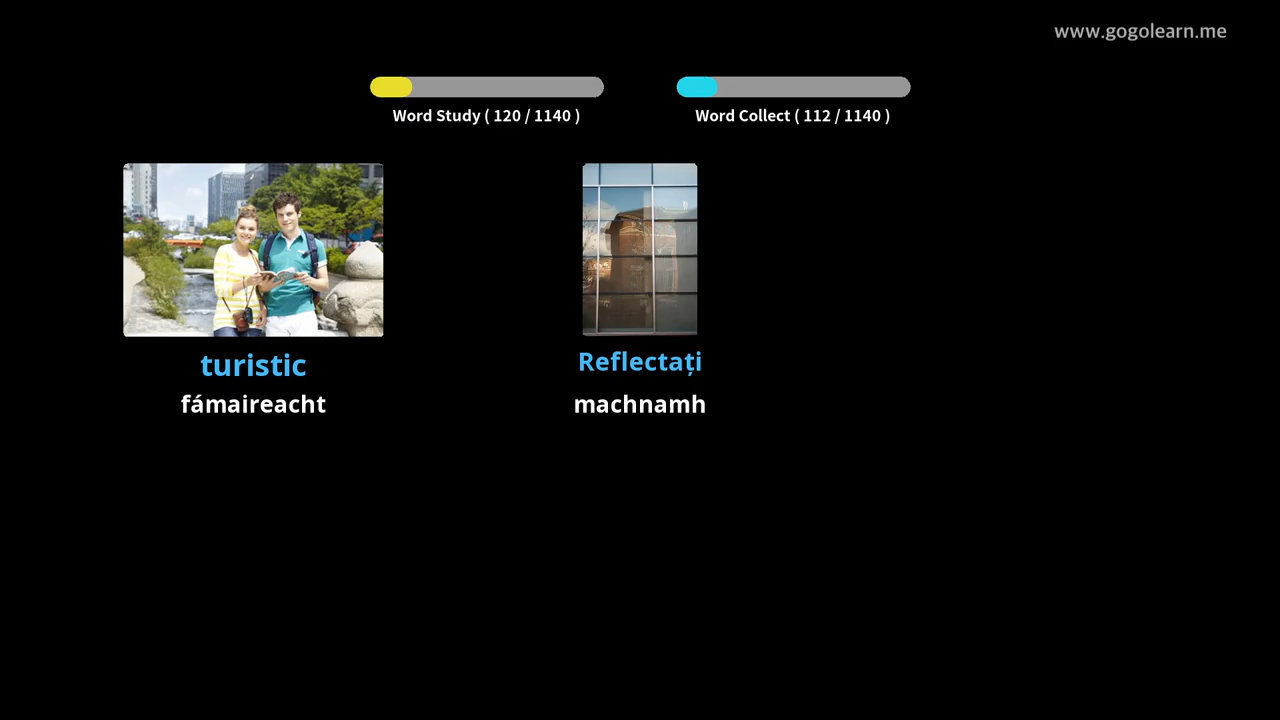 www.gogolearn.me
Word Study ( 120 / 1140 )
Word Collect ( 112 / 1140 )
turistic
fámaireacht
Reflectați
machnamh